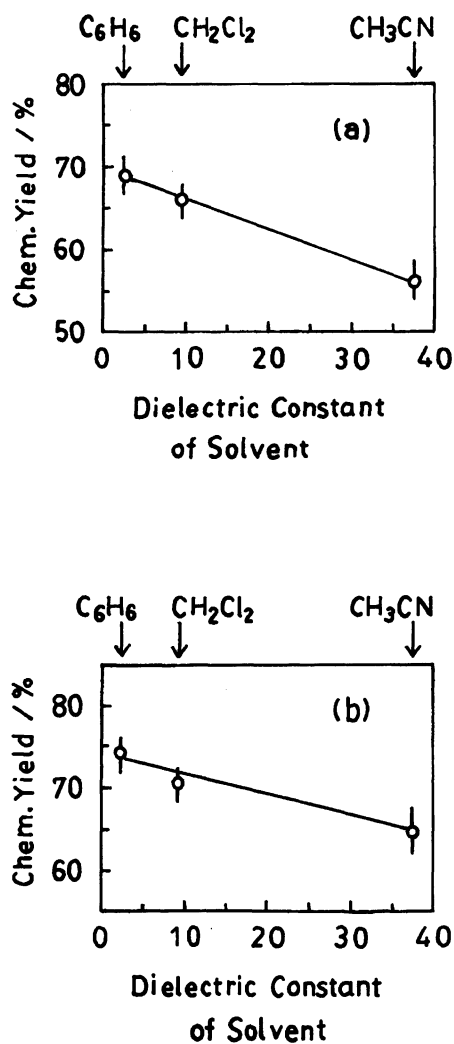 C6H6 CH2Cl2 CH3CN
80
(a)
70
60
50
Chem. Yield / %
0 10 20 30 40
Dielectric Constant
of Solvent
C6H6 CH2Cl2 CH3CN
80
(b)
70
60
Chem. Yield / %
0 10 20 30 40
Dielectric Constant
of Solvent